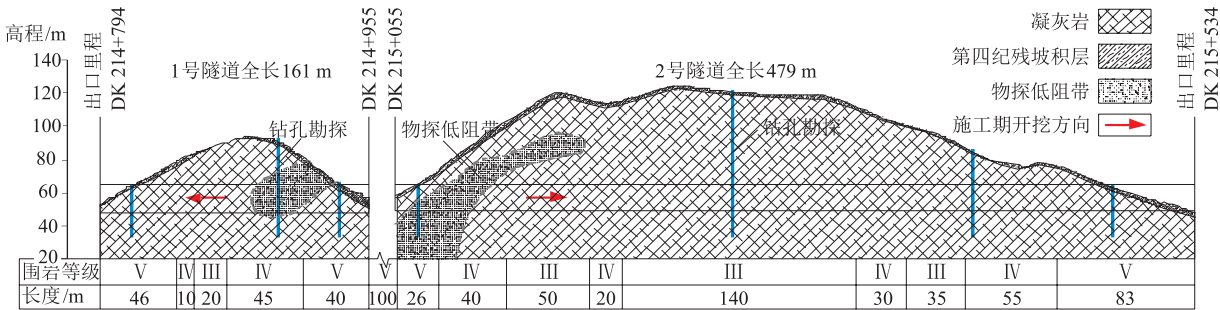 高程/m
140
120
100
80
60
40
20
出口里程
DK 214+794
1号隧道全长161 m
DK 214+955
DK 215+055
2号隧道全长479 m
出口里程
DK 215+534
凝灰岩
第四纪残坡积层
物探低阻带
施工期开挖方向
钻孔勘探
物探低阻带
钻孔勘探
围岩等级 V IV III IV V V V IV III IV III IV III IV V
长度/m 46 10 20 45 40 100 26 40 50 20 140 30 35 55 83